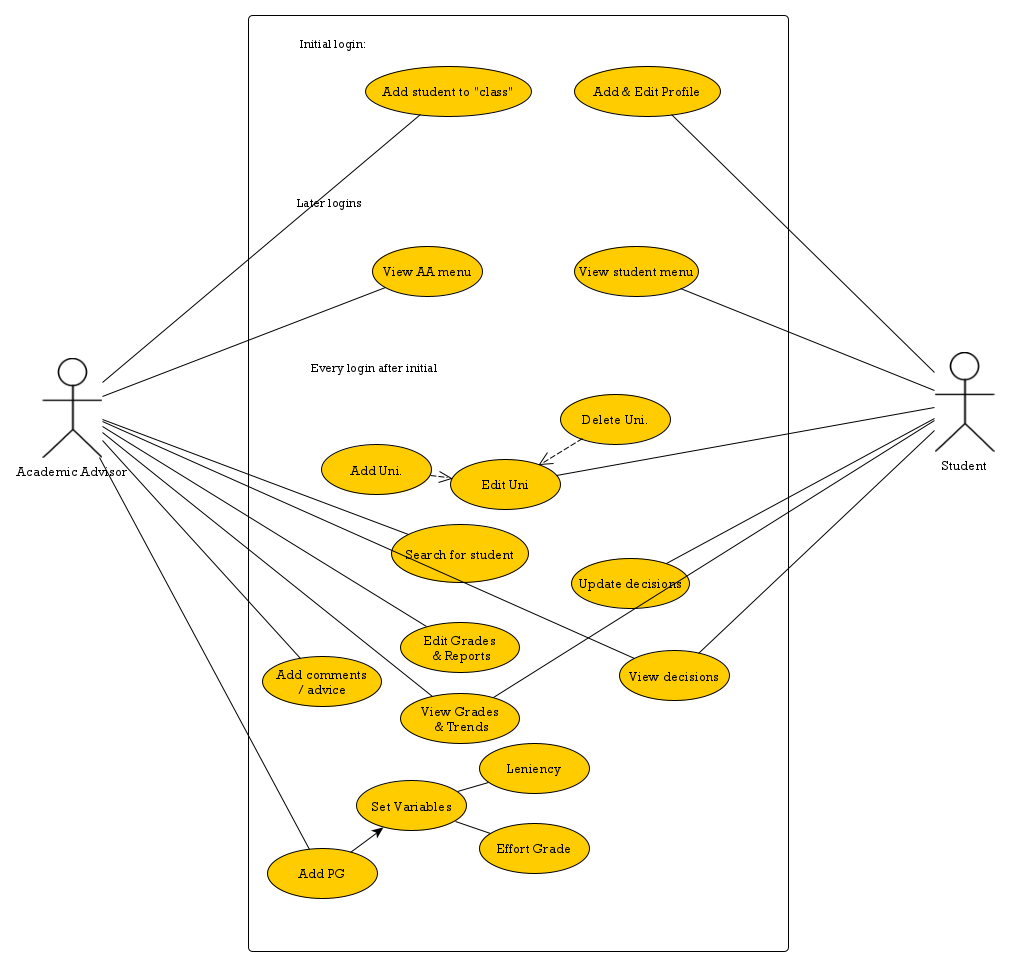 Initial login:
Add student to "class"
Add & Edit Profile
Later logins
View AA menu
View student menu
Every login after initial
Delete Uni.
Add Uni.
Edit Uni
Academic Advisor
Student
Search for student
Update decisions
Edit Grades
& Reports
View decisions
Add comments
/ advice
View Grades
& Trends
Leniency
Set Variables
Effort Grade
Add PG